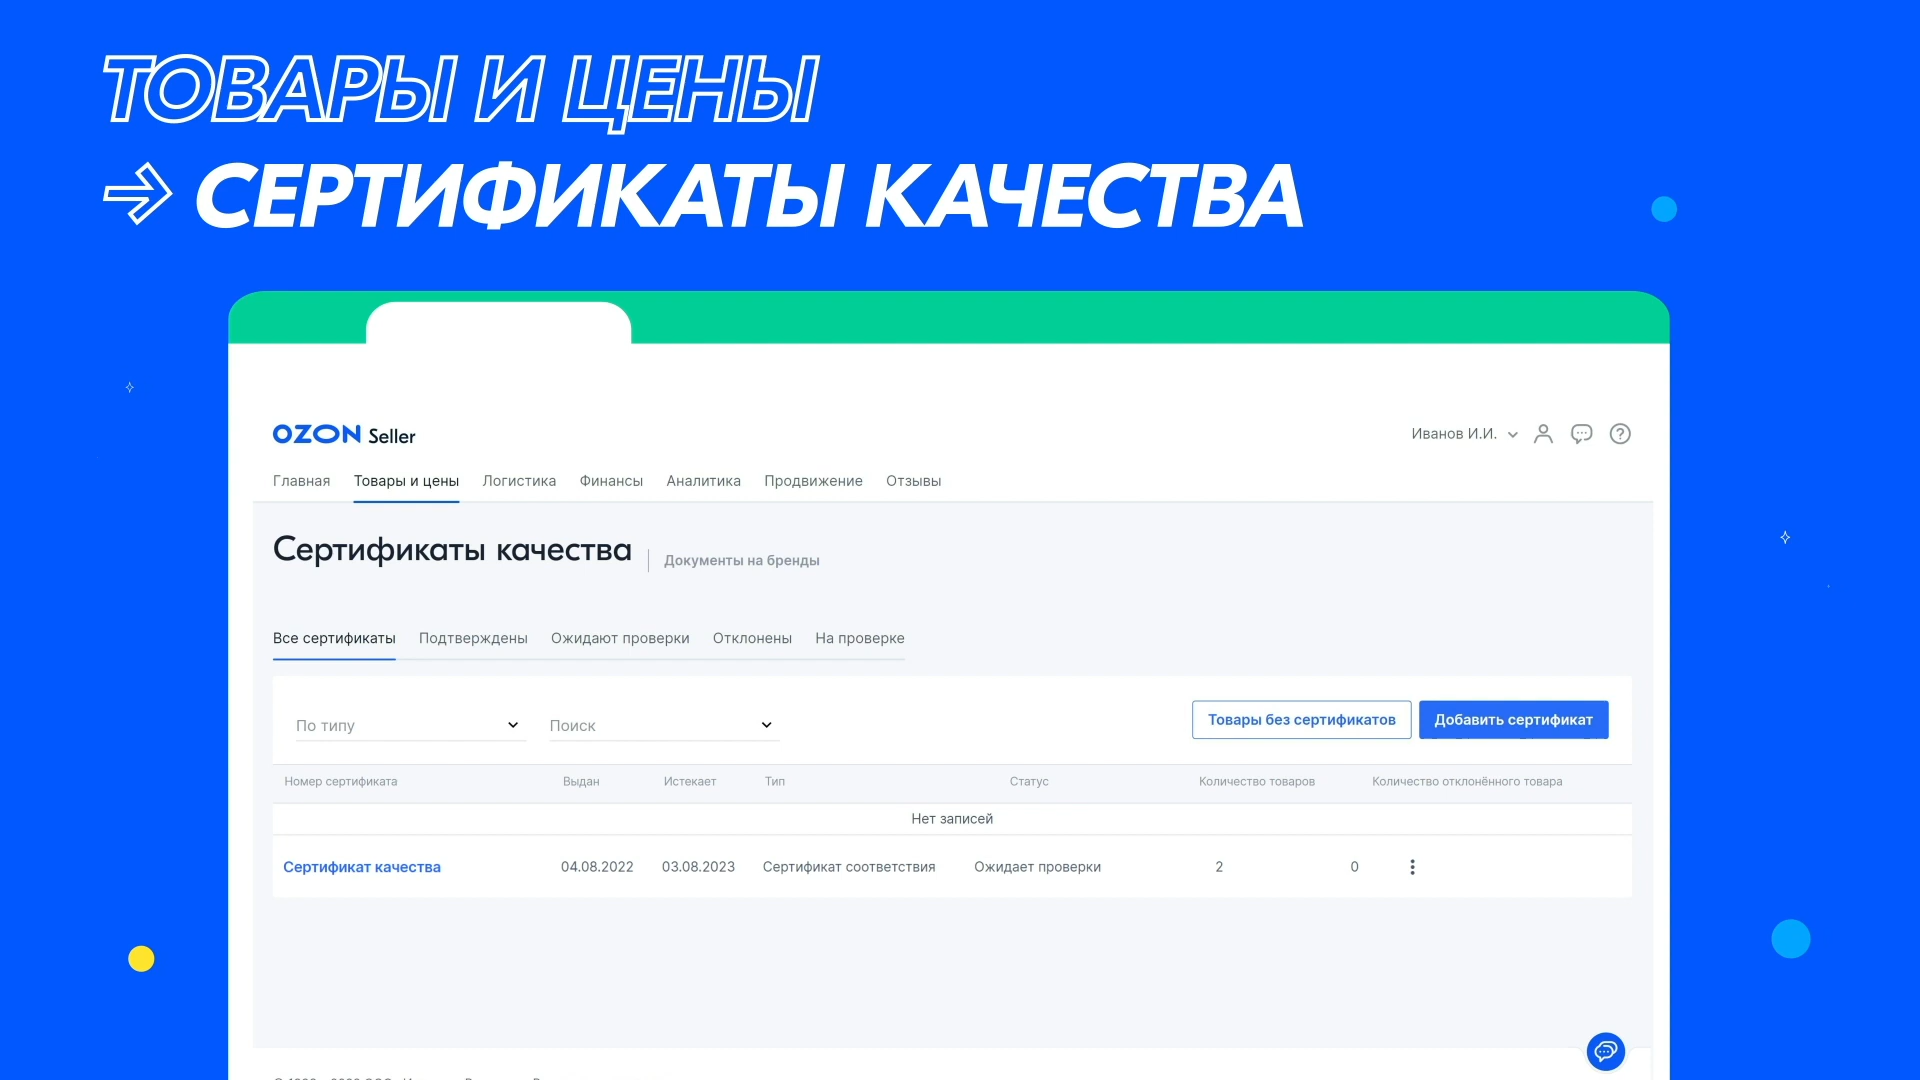 ТОВАРЫ И ЦЕНЫ
→ СЕРТИФИКАТЫ КАЧЕСТВА
OZON Seller
Иванов И.И.
Главная Товары и цены Логистика Финансы Аналитика Продвижение Отзывы
Сертификаты качества Документы на бренды
Все сертификаты Подтверждены Ожидают проверки Отклонены На проверке
По типу Поиск Товары без сертификатов Добавить сертификат
Номер сертификата Выдан Истекает Тип Статус Количество товаров Количество отклонённого товара
Нет записей
Сертификат качества 04.08.2022 03.08.2023 Сертификат соответствия Ожидает проверки 2 0